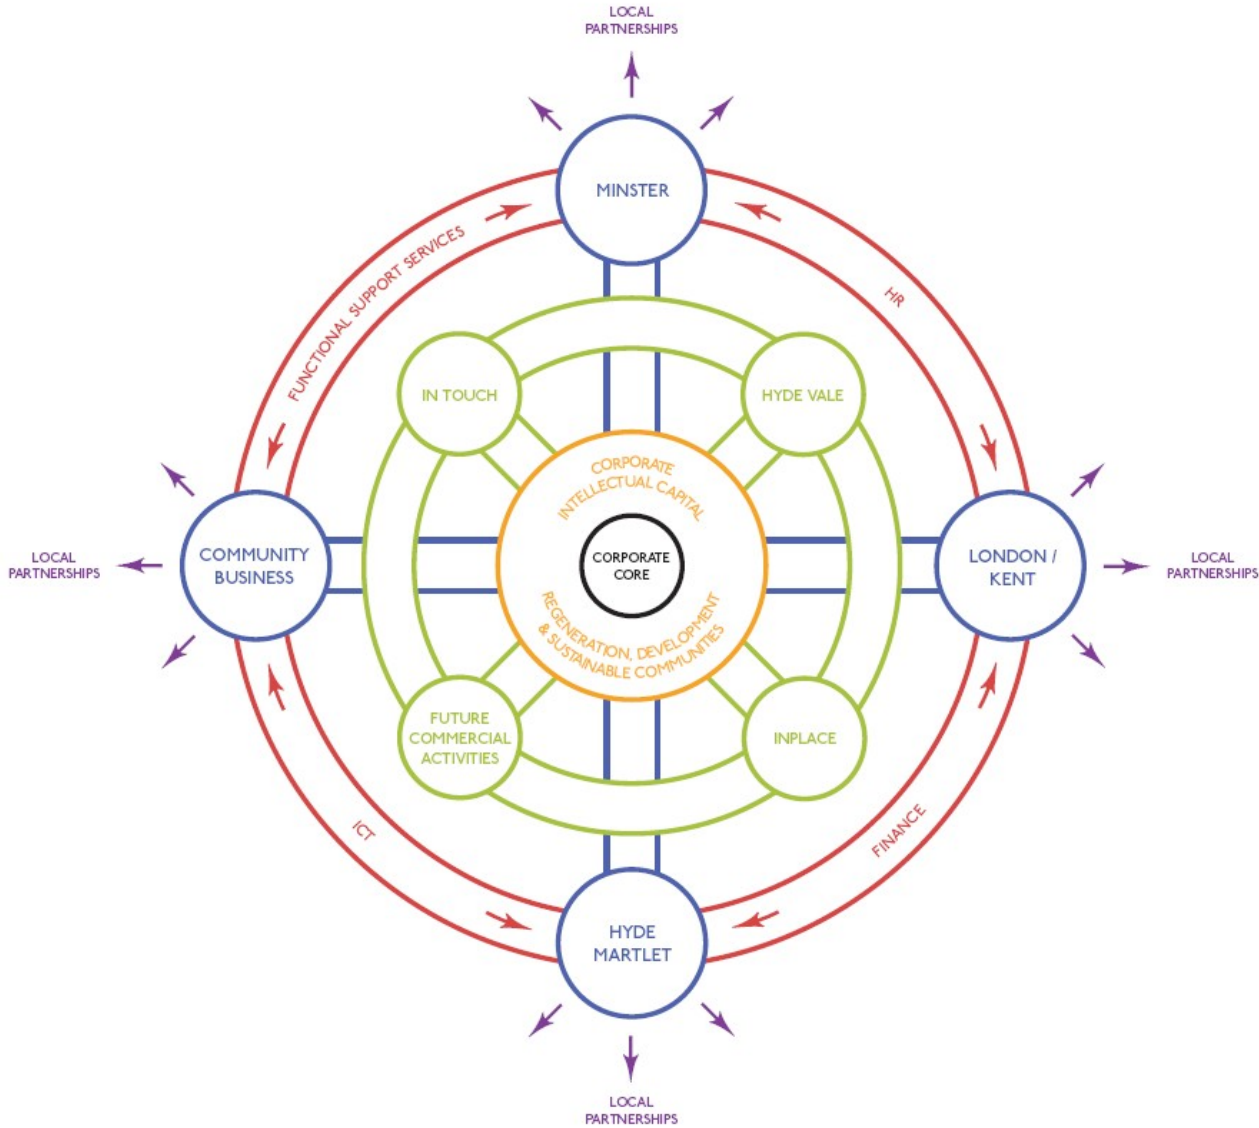 LOCAL
PARTNERSHIPS
MINSTER
FUNCTIONAL SUPPORT SERVICES
HR
IN TOUCH
HYDE VALE
CORPORATE
INTELLECTUAL CAPITAL
LOCAL
PARTNERSHIPS
COMMUNITY
BUSINESS
CORPORATE
CORE
LONDON /
KENT
LOCAL
PARTNERSHIPS
REGENERATION, DEVELOPMENT
& SUSTAINABLE COMMUNITIES
FUTURE
COMMERCIAL
ACTIVITIES
INPLACE
ICT
FINANCE
HYDE
MARTLET
LOCAL
PARTNERSHIPS